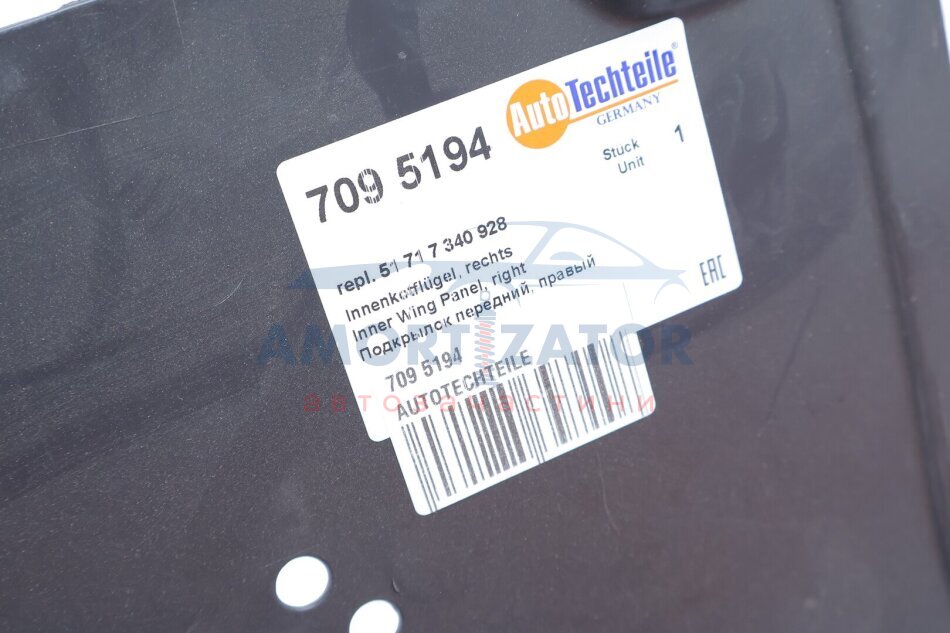 AutoTechteile®
GERMANY
709 5194
Stuck
Unit
1
repl. 51 71 7 340 928
Innenkotflügel, rechts
Inner Wing Panel, right
Подкрылок передний, правый
EAC
709 5194
AUTOTECHTEILE
AMORTIZATOR
автозапчастини